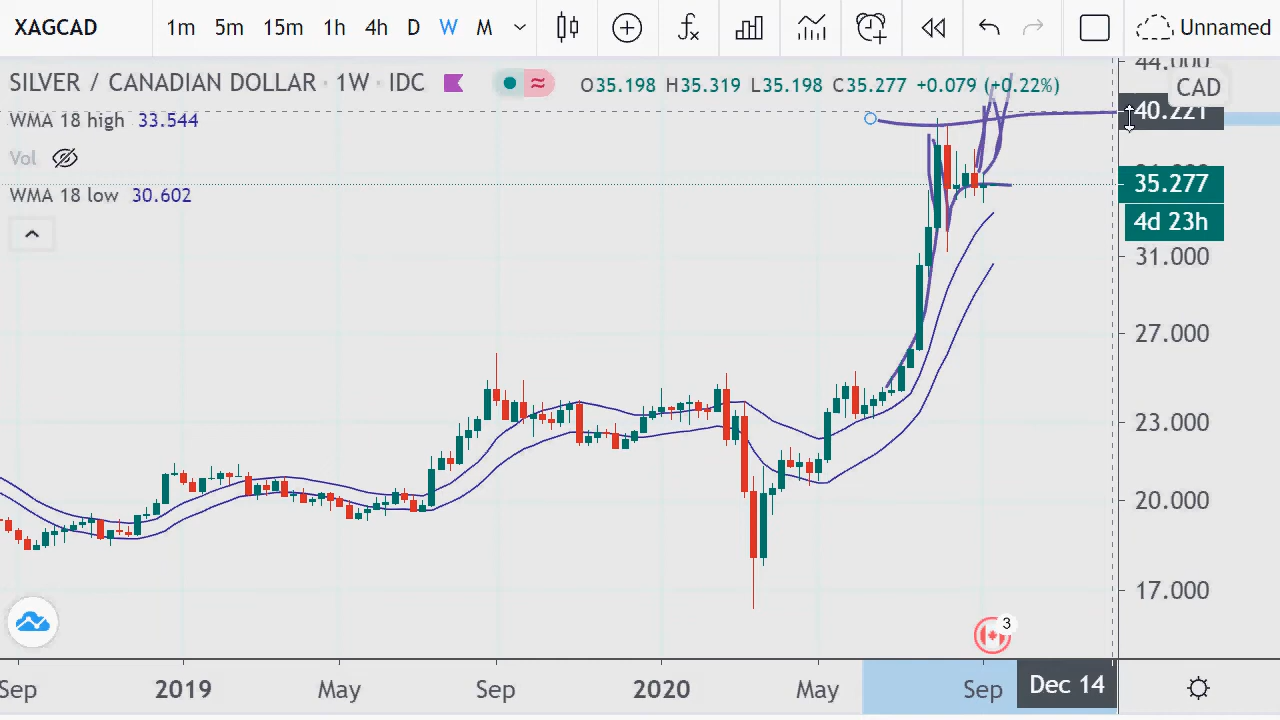 XAGCAD 1m 5m 15m 1h 4h D W M Unnamed
SILVER / CANADIAN DOLLAR · 1W · IDC O35.198 H35.319 L35.198 C35.277 +0.079 (+0.22%)
WMA 18 high 33.544
Vol
WMA 18 low 30.602
44.000
CAD
40.221
35.277
4d 23h
31.000
27.000
23.000
20.000
17.000
3
Sep 2019 May Sep 2020 May Sep Dec 14